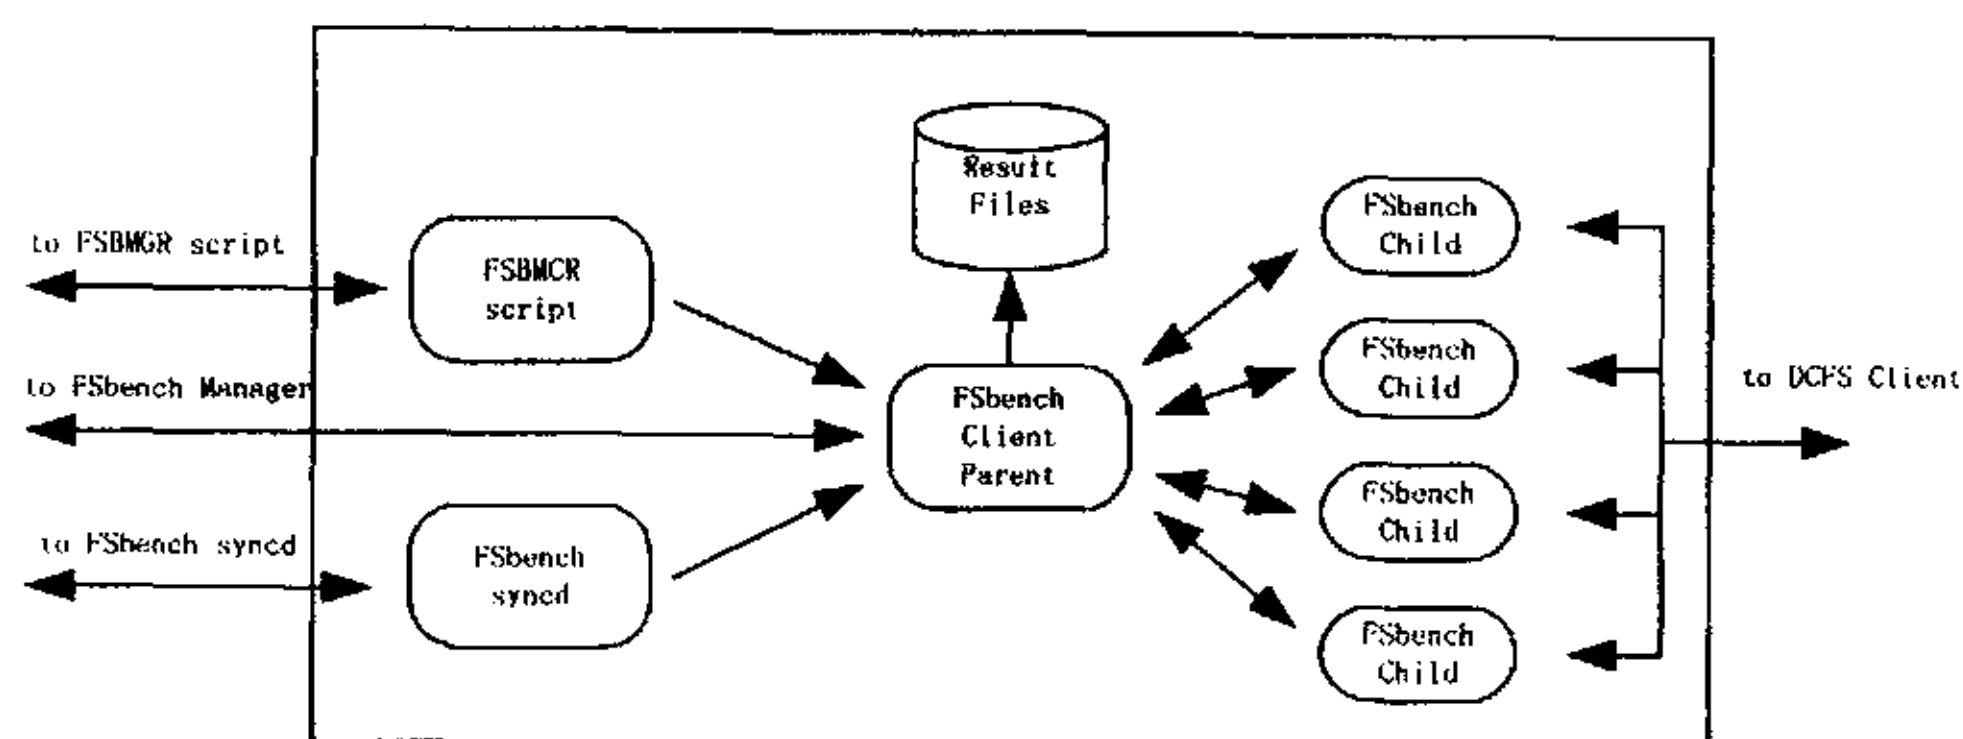 to FSBMGR script
FSBMCR
script
to FSbench Manager
to FSbench syncd
FSbench
syncd
Result
Files
FSbench
Client
Parent
FSbench
Child
FSbench
Child
FSbench
Child
FSbench
Child
to DCFS Client